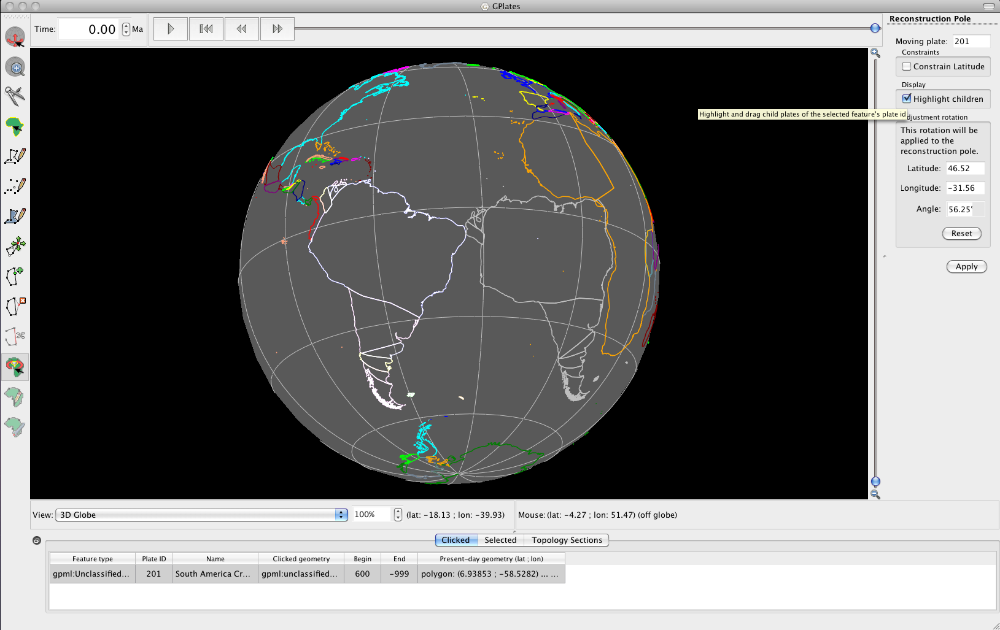 GPlates
Time: 0.00 Ma
Reconstruction Pole
Moving plate: 201
Constraints
Constrain Latitude
Display
Highlight children
Highlight and drag child plates of the selected feature's plate id
djustment rotation
This rotation will be
applied to the
reconstruction pole.
Latitude: 46.52
Longitude: -31.56
Angle: 56.25°
Reset
Apply
View: 3D Globe 100% (lat: -18.13 ; lon: -39.93) Mouse: (lat: -4.27 ; lon: 51.47) (off globe)
Clicked Selected Topology Sections
Feature type Plate ID Name Clicked geometry Begin End Present-day geometry (lat ; lon)
gpml:Unclassified... 201 South America Cr... gpml:unclassified... 600 -999 polygon: (6.93853 ; -58.5282) ... ...